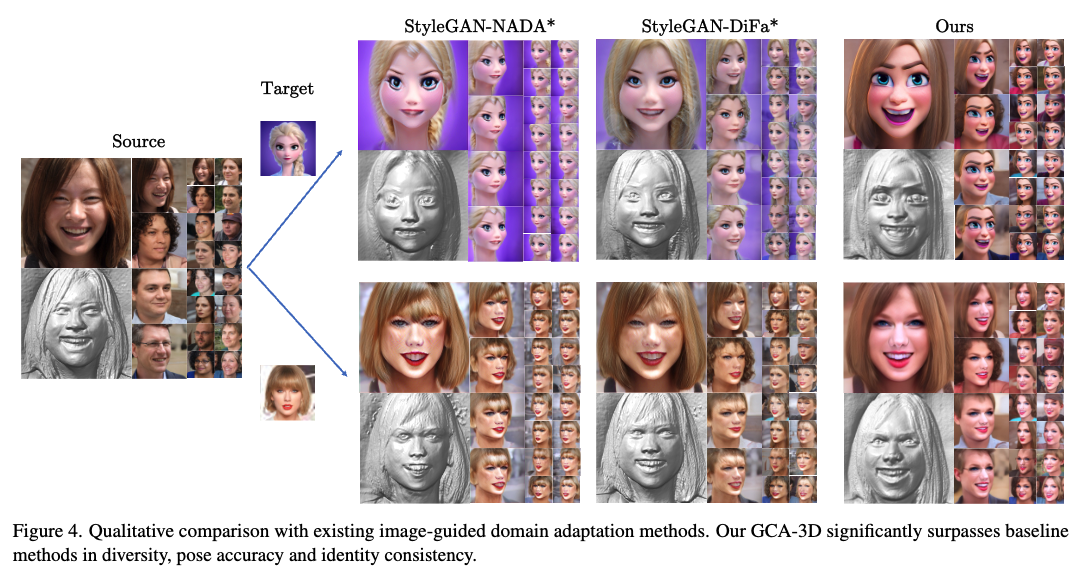 StyleGAN-NADA*
StyleGAN-DiFa*
Ours
Target
Source
Figure 4. Qualitative comparison with existing image-guided domain adaptation methods. Our GCA-3D significantly surpasses baseline
methods in diversity, pose accuracy and identity consistency.